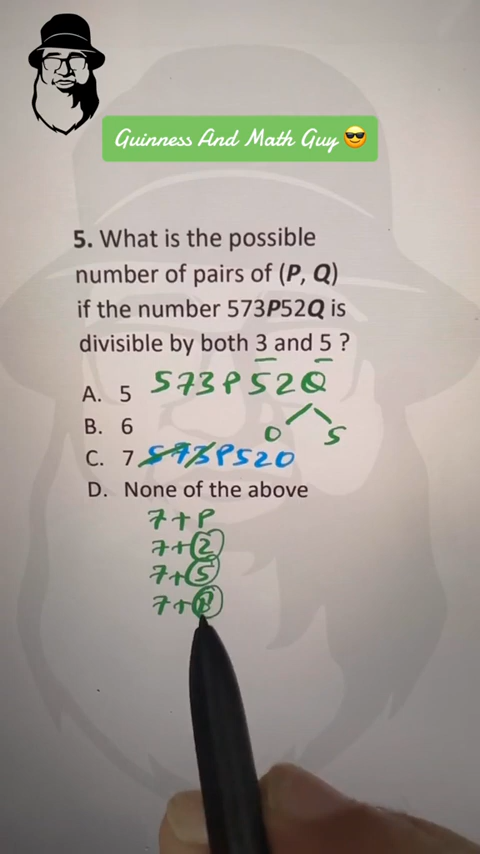 Guinness And Math Guy 😎
5. What is the possible
number of pairs of (P, Q)
if the number 573P52Q is
divisible by both 3 and 5 ?
573P52Q
A. 5
B. 6
0 5
C. 7
573P520
D. None of the above
7+P
7+2
7+5
7+8